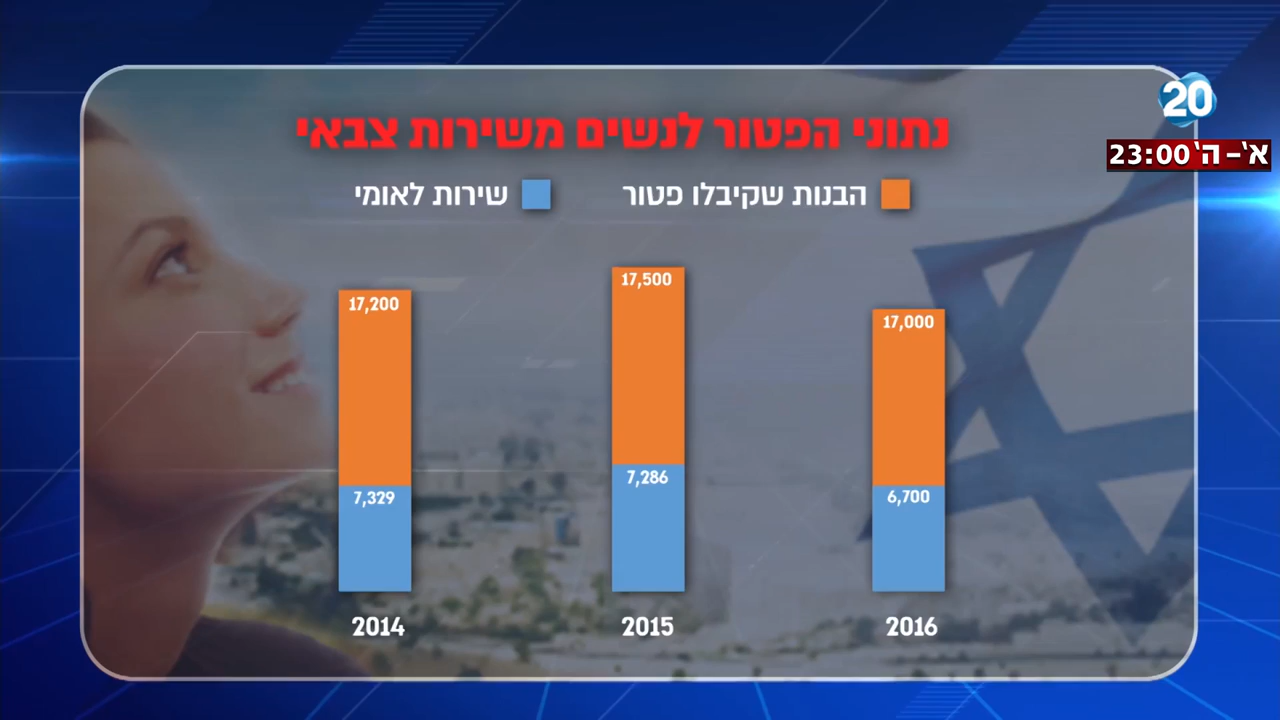 20
א'-ה' 23:00
נתוני הפטור לנשים משירות צבאי
הבנות שקיבלו פטור
שירות לאומי
17,200
17,500
17,000
7,329
7,286
6,700
2014
2015
2016